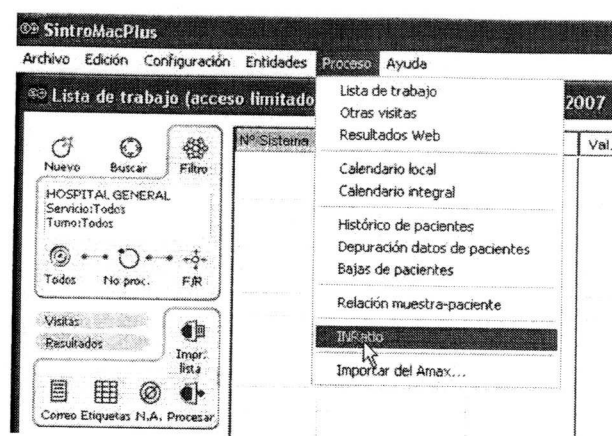 SintroMacPlus
Archivo Edición Configuración Entidades Proceso Ayuda
Lista de trabajo (acceso limitado 2007
Nuevo Buscar Filtro
HOSPITAL GENERAL
Servicio:Todos
Turno:Todos
Todos No proc. F/R
Visitas
Resultados
Impr.
lista
Correo Etiquetas N.A. Procesar
Nº Sistema
Val.
Lista de trabajo
Otras visitas
Resultados Web
Calendario local
Calendario integral
Histórico de pacientes
Depuración datos de pacientes
Bajas de pacientes
Relación muestra-paciente
INRatio
Importar del Amax...